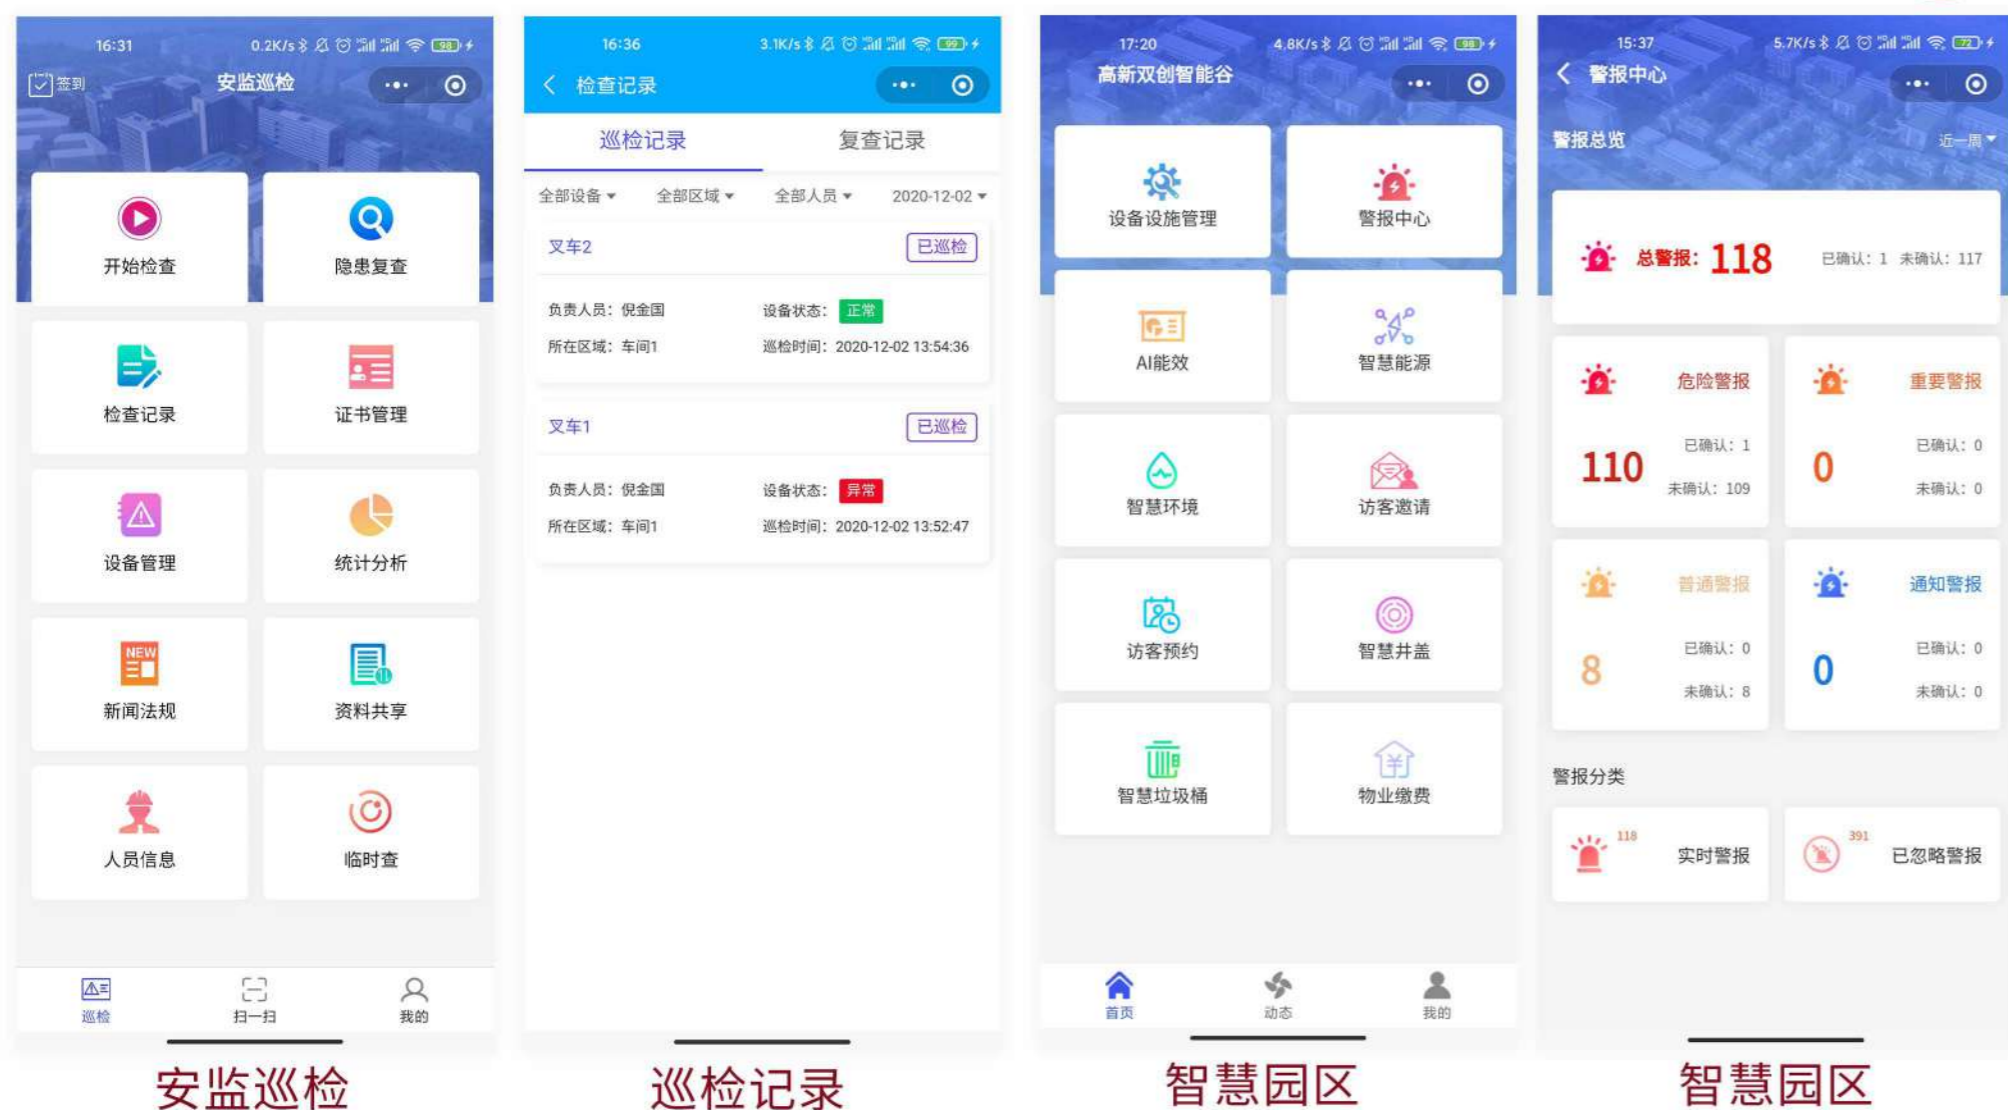 16:31 0.2K/s 98
签到 安监巡检
开始检查 隐患复查
检查记录 证书管理
设备管理 统计分析
NEW
新闻法规 资料共享
人员信息 临时查
巡检 扫一扫 我的
安监巡检
16:36 3.1K/s 99
检查记录
巡检记录 复查记录
全部设备 全部区域 全部人员 2020-12-02
叉车2 已巡检
负责人员：倪金国 设备状态： 正常
所在区域：车间1 巡检时间：2020-12-02 13:54:36
叉车1 已巡检
负责人员：倪金国 设备状态： 异常
所在区域：车间1 巡检时间：2020-12-02 13:52:47
巡检记录
17:20 4.8K/s 98
高新双创智能谷
设备设施管理 警报中心
AI能效 智慧能源
智慧环境 访客邀请
访客预约 智慧井盖
智慧垃圾桶 物业缴费
首页 动态 我的
智慧园区
15:37 5.7K/s 72
警报中心
警报总览 近一周
总警报：118 已确认：1 未确认：117
危险警报 重要警报
110 已确认：1 未确认：109
0 已确认：0 未确认：0
普通警报 通知警报
8 已确认：0 未确认：8
0 已确认：0 未确认：0
警报分类
118 实时警报 391 已忽略警报
智慧园区